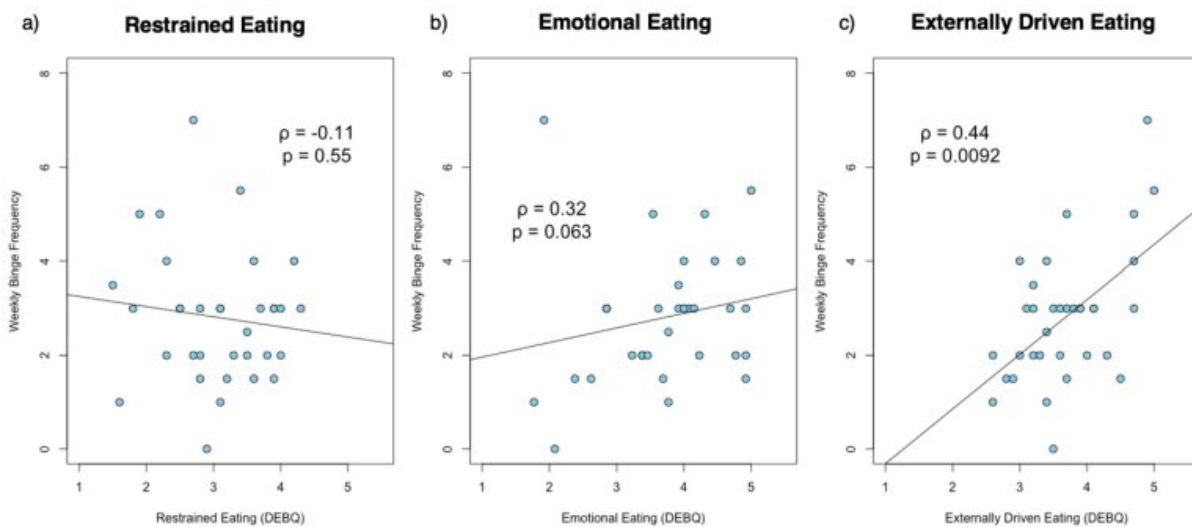 a) Restrained Eating
ρ = -0.11
p = 0.55
Weekly Binge Frequency
8
6
4
2
0
1 2 3 4 5
Restrained Eating (DEBQ)
b) Emotional Eating
ρ = 0.32
p = 0.063
Weekly Binge Frequency
8
6
4
2
0
1 2 3 4 5
Emotional Eating (DEBQ)
c) Externally Driven Eating
ρ = 0.44
p = 0.0092
Weekly Binge Frequency
8
6
4
2
0
1 2 3 4 5
Externally Driven Eating (DEBQ)